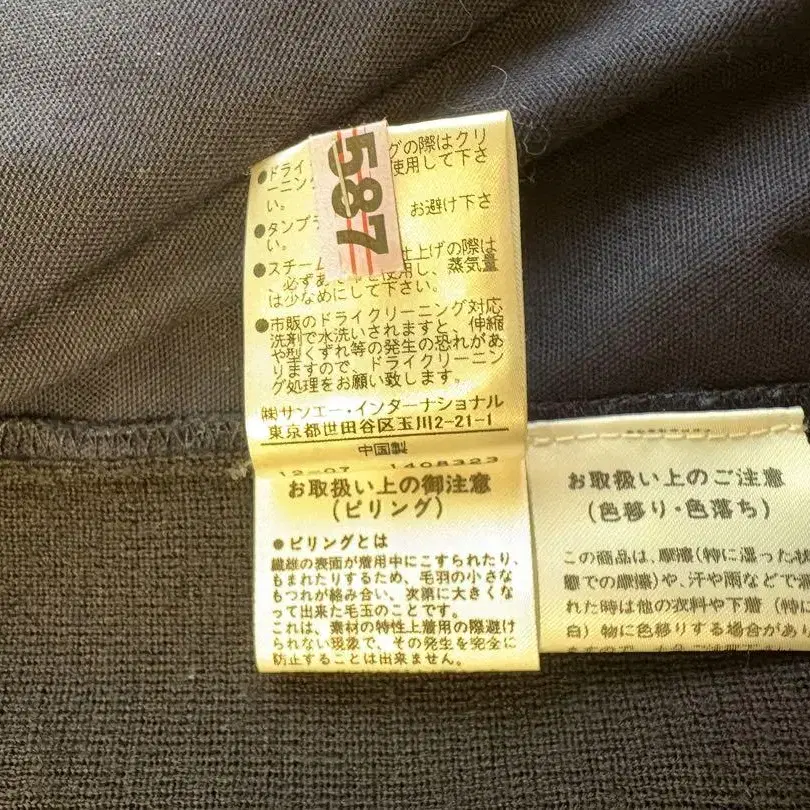 グの際はクリ
●ドライ
ーニング
使用して下さ
い。
●タンブラ
お避け下さ
い。
●スチーム
仕上げの際は
必ずあ
使用し、蒸気量
は少なめにして下さい。
●市販のドライクリーニング対応
洗剤で水洗いされますと、伸縮
や型くずれ等の発生の恐れがあ
りますので、ドライクリーニン
グ処理をお願い致します。
587
㈱サンエー・インターナショナル
東京都世田谷区玉川2-21-1
中国製
12-07 1408323
お取扱い上の御注意
(ピリング)
●ピリングとは
繊維の表面が着用中にこすられたり、
もまれたりするため、毛羽の小さな
もつれが絡み合い、次第に大きくな
って出来た毛玉のことです。
これは、素材の特性上着用の際避け
られない現象で、その発生を完全に
防止することは出来ません。
お取扱い上のご注意
(色移り・色落ち)
この商品は、摩擦(特に湿った状
態での摩擦)や、汗や雨などで濡
れた時は他の衣料や下着(特に
白)物に色移りする場合があり